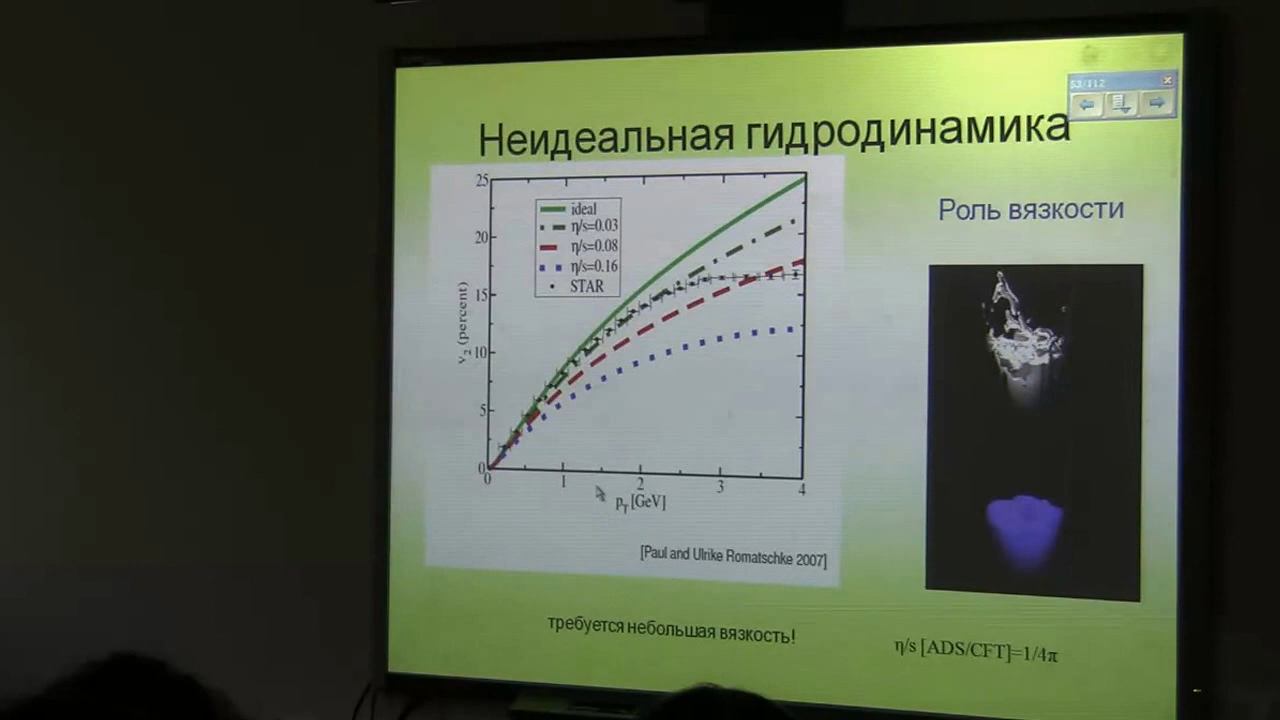 53/112
Неидеальная гидродинамика
Роль вязкости
25
20
15
10
5
0
v2 (percent)
ideal
η/s=0.03
η/s=0.08
η/s=0.16
STAR
0 1 2 3 4
pT [GeV]
[Paul and Ulrike Romatschke 2007]
требуется небольшая вязкость!
η/s [ADS/CFT]=1/4π